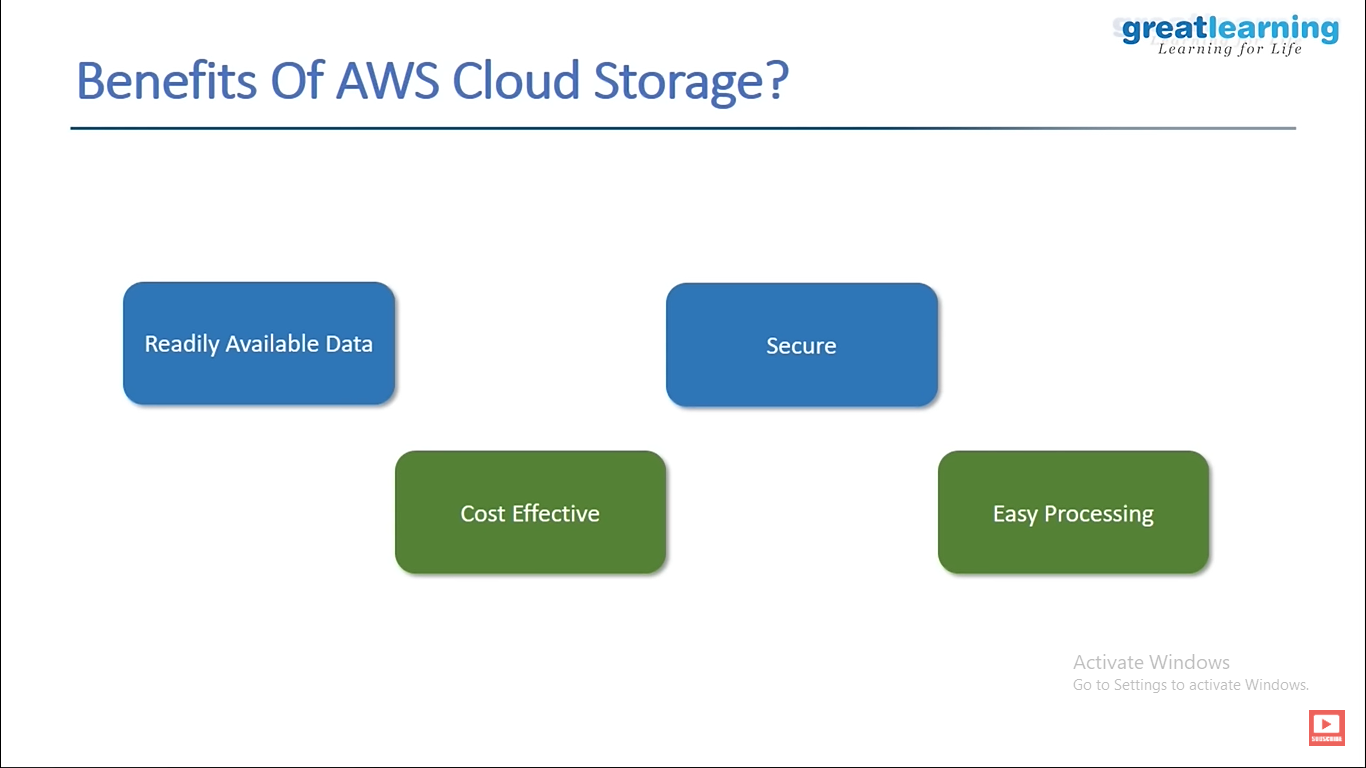 greatlearning
Learning for Life
Benefits Of AWS Cloud Storage?
Readily Available Data
Secure
Cost Effective
Easy Processing
Activate Windows
Go to Settings to activate Windows.
SUBSCRIBE